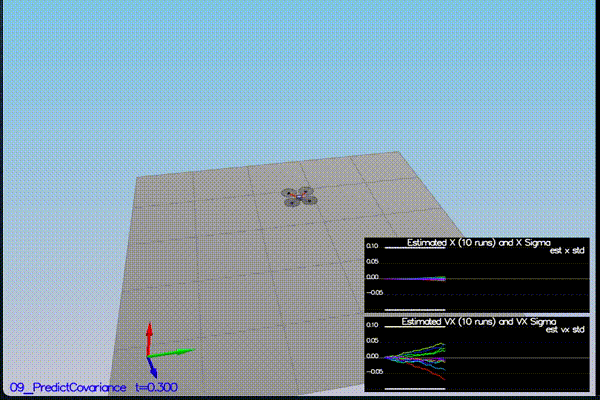 Estimated X (10 runs) and X Sigma
est x std
0.10
0.05
0.00
-0.05
Estimated VX (10 runs) and VX Sigma
est vx std
0.10
0.05
0.00
-0.05
09_PredictCovariance t=0.300